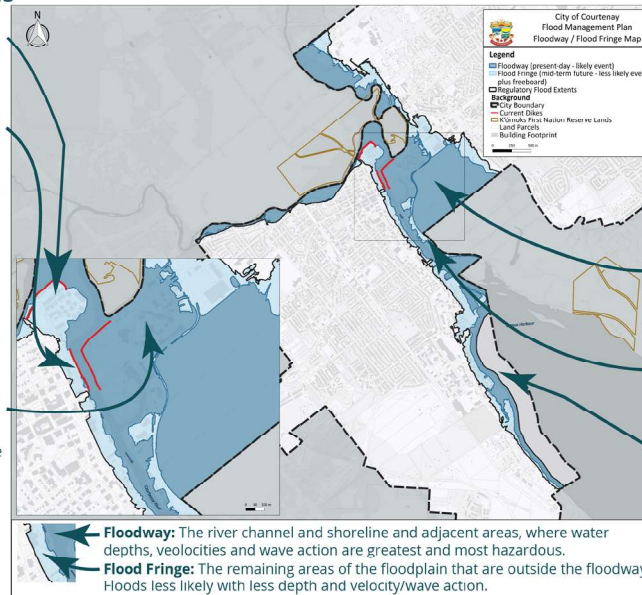 City of Courtenay
Flood Management Plan
Floodway / Flood Fringe Map
Legend
Floodway (present-day - likely event)
Flood Fringe (mid-term future - less likely eve
plus freeboard)
Regulatory Flood Extents
Background
City Boundary
Current Dikes
K'ómoks First Nation Reserve Lands
Land Parcels
Building Footprint
N
Floodway: The river channel and shoreline and adjacent areas, where water
depths, veolocities and wave action are greatest and most hazardous.
Flood Fringe: The remaining areas of the floodplain that are outside the floodway
Floods less likely with less depth and velocity/wave action.